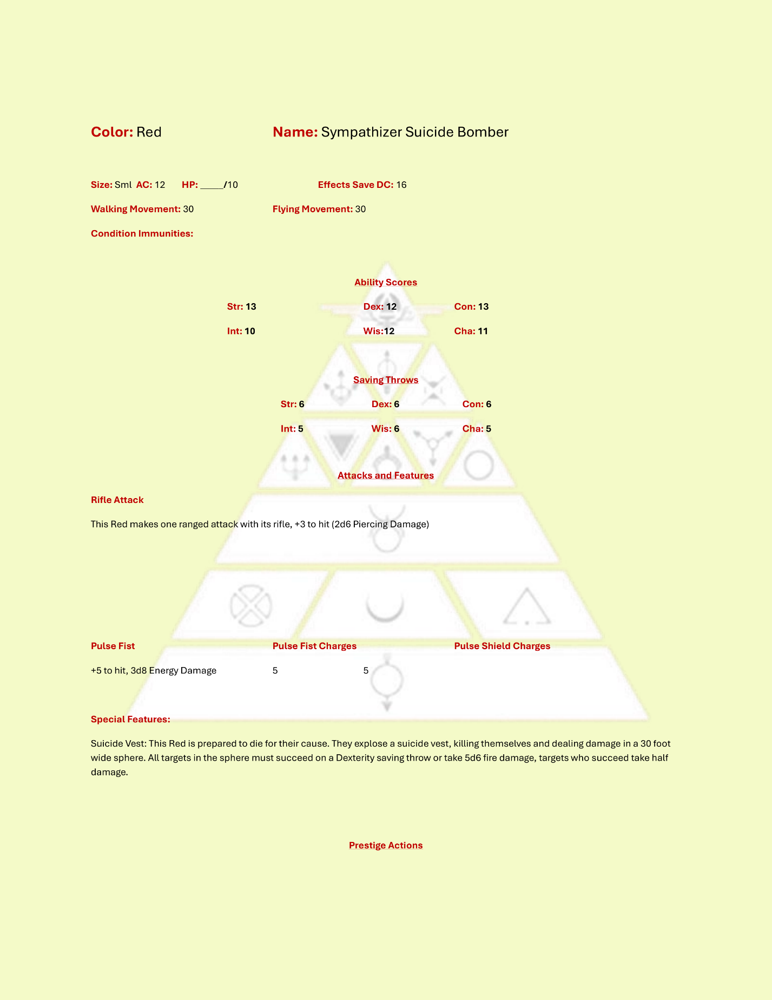 Color: Red Name: Sympathizer Suicide Bomber
Size: Sml AC: 12 HP: _____/10 Effects Save DC: 16
Walking Movement: 30 Flying Movement: 30
Condition Immunities:
Ability Scores
Str: 13 Dex: 12 Con: 13
Int: 10 Wis:12 Cha: 11
Saving Throws
Str: 6 Dex: 6 Con: 6
Int: 5 Wis: 6 Cha: 5
Attacks and Features
Rifle Attack
This Red makes one ranged attack with its rifle, +3 to hit (2d6 Piercing Damage)
Pulse Fist Pulse Fist Charges Pulse Shield Charges
+5 to hit, 3d8 Energy Damage 5 5
Special Features:
Suicide Vest: This Red is prepared to die for their cause. They explose a suicide vest, killing themselves and dealing damage in a 30 foot
wide sphere. All targets in the sphere must succeed on a Dexterity saving throw or take 5d6 fire damage, targets who succeed take half
damage.
Prestige Actions